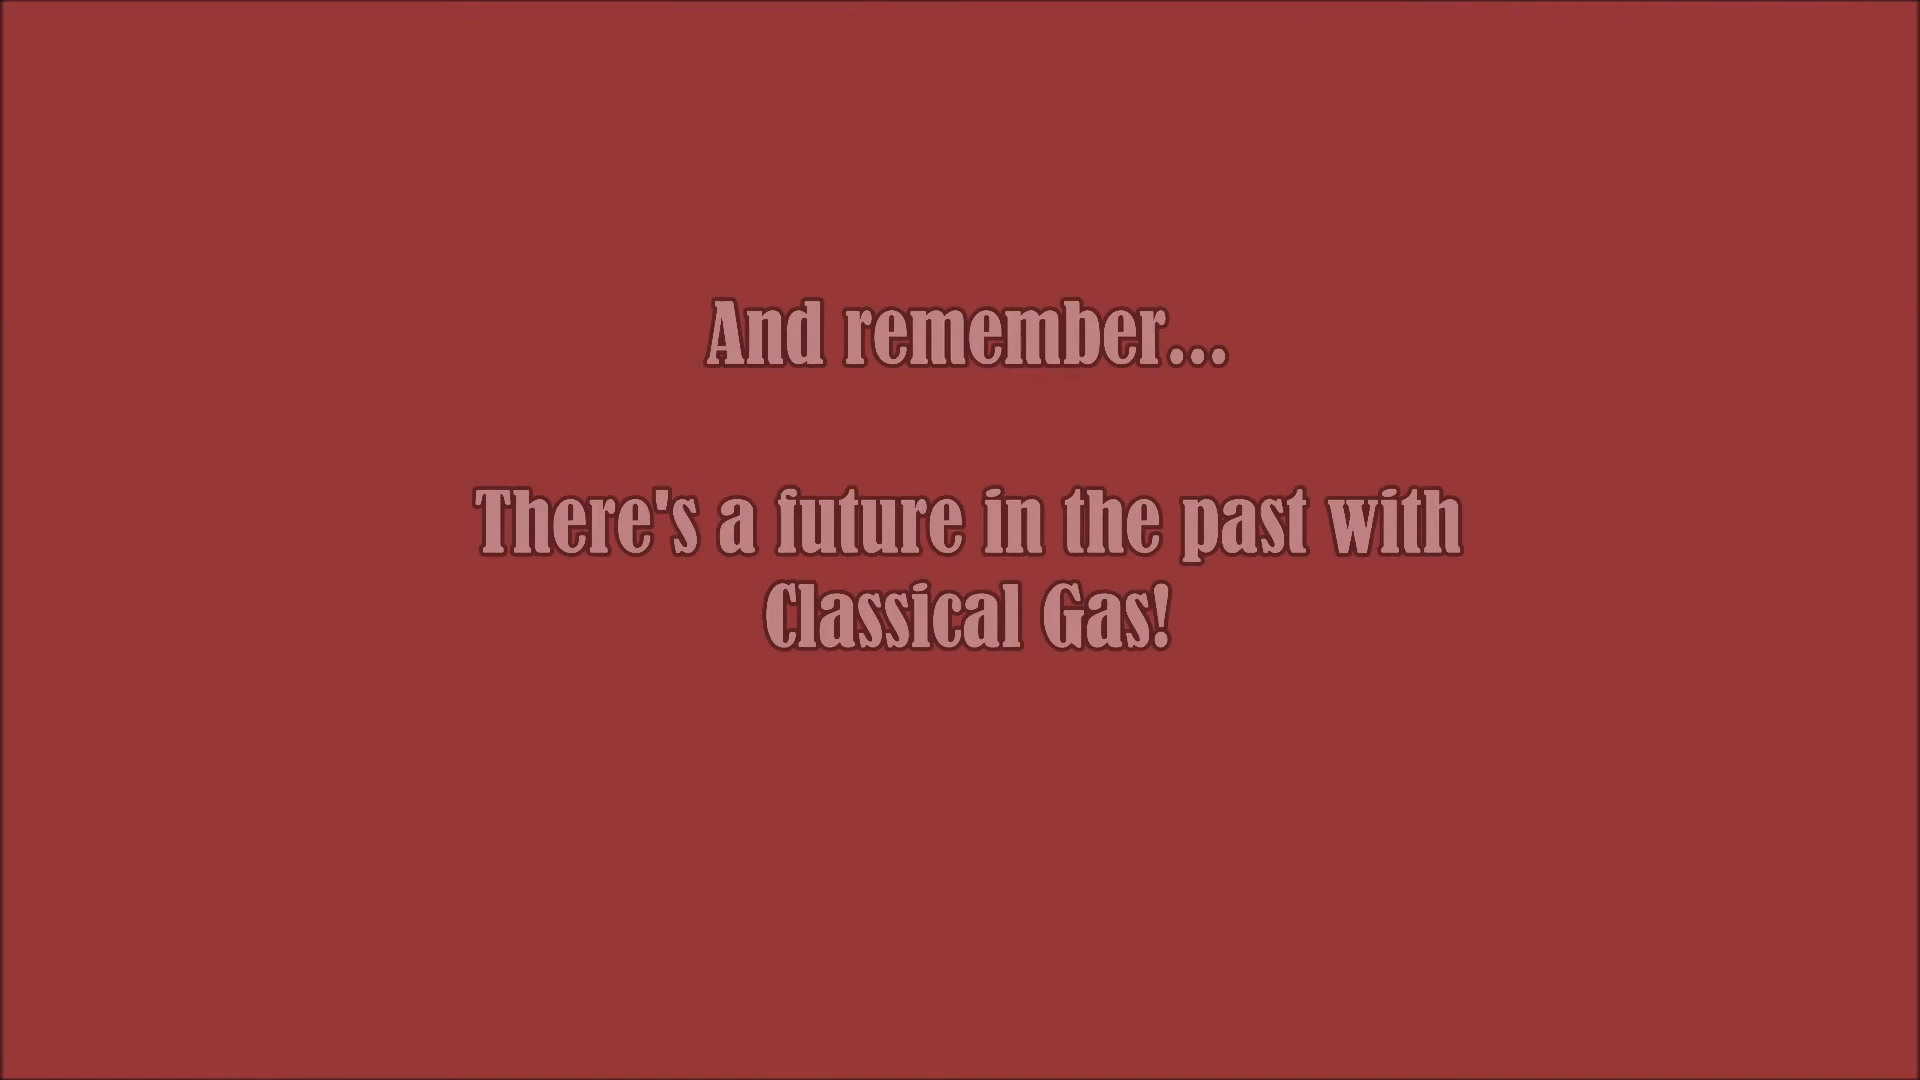 And remember...
There's a future in the past with
Classical Gas!